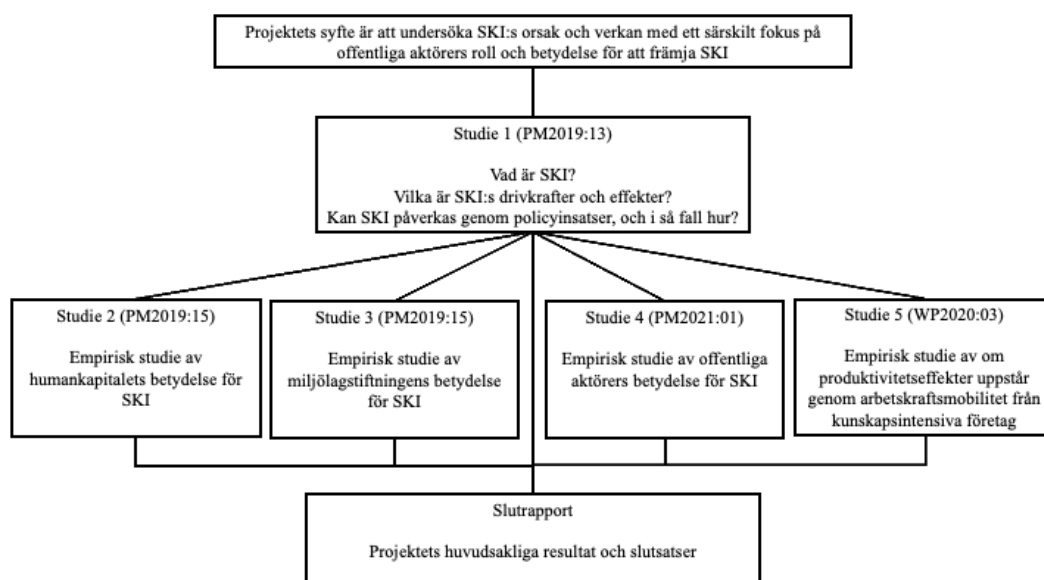 Projektets syfte är att undersöka SKI:s orsak och verkan med ett särskilt fokus på
offentliga aktörers roll och betydelse för att främja SKI
Studie 1 (PM2019:13)
Vad är SKI?
Vilka är SKI:s drivkrafter och effekter?
Kan SKI påverkas genom policyinsatser, och i så fall hur?
Studie 2 (PM2019:15)
Empirisk studie av
humankapitalets betydelse för
SKI
Studie 3 (PM2019:15)
Empirisk studie av
miljölagstiftningens betydelse
för SKI
Studie 4 (PM2021:01)
Empirisk studie av offentliga
aktörers betydelse för SKI
Studie 5 (WP2020:03)
Empirisk studie av om
produktivitetseffekter uppstår
genom arbetskraftsmobilitet från
kunskapsintensiva företag
Slutrapport
Projektets huvudsakliga resultat och slutsatser